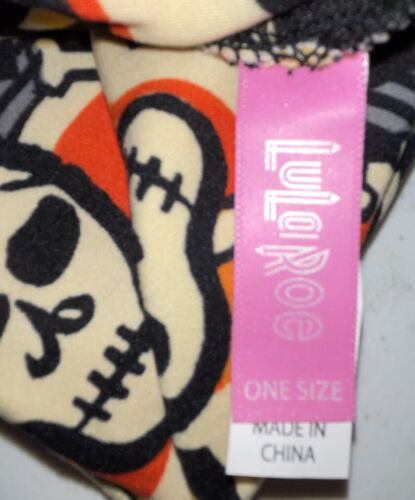 LuLaRoe
ONE SIZE
MADE IN
CHINA